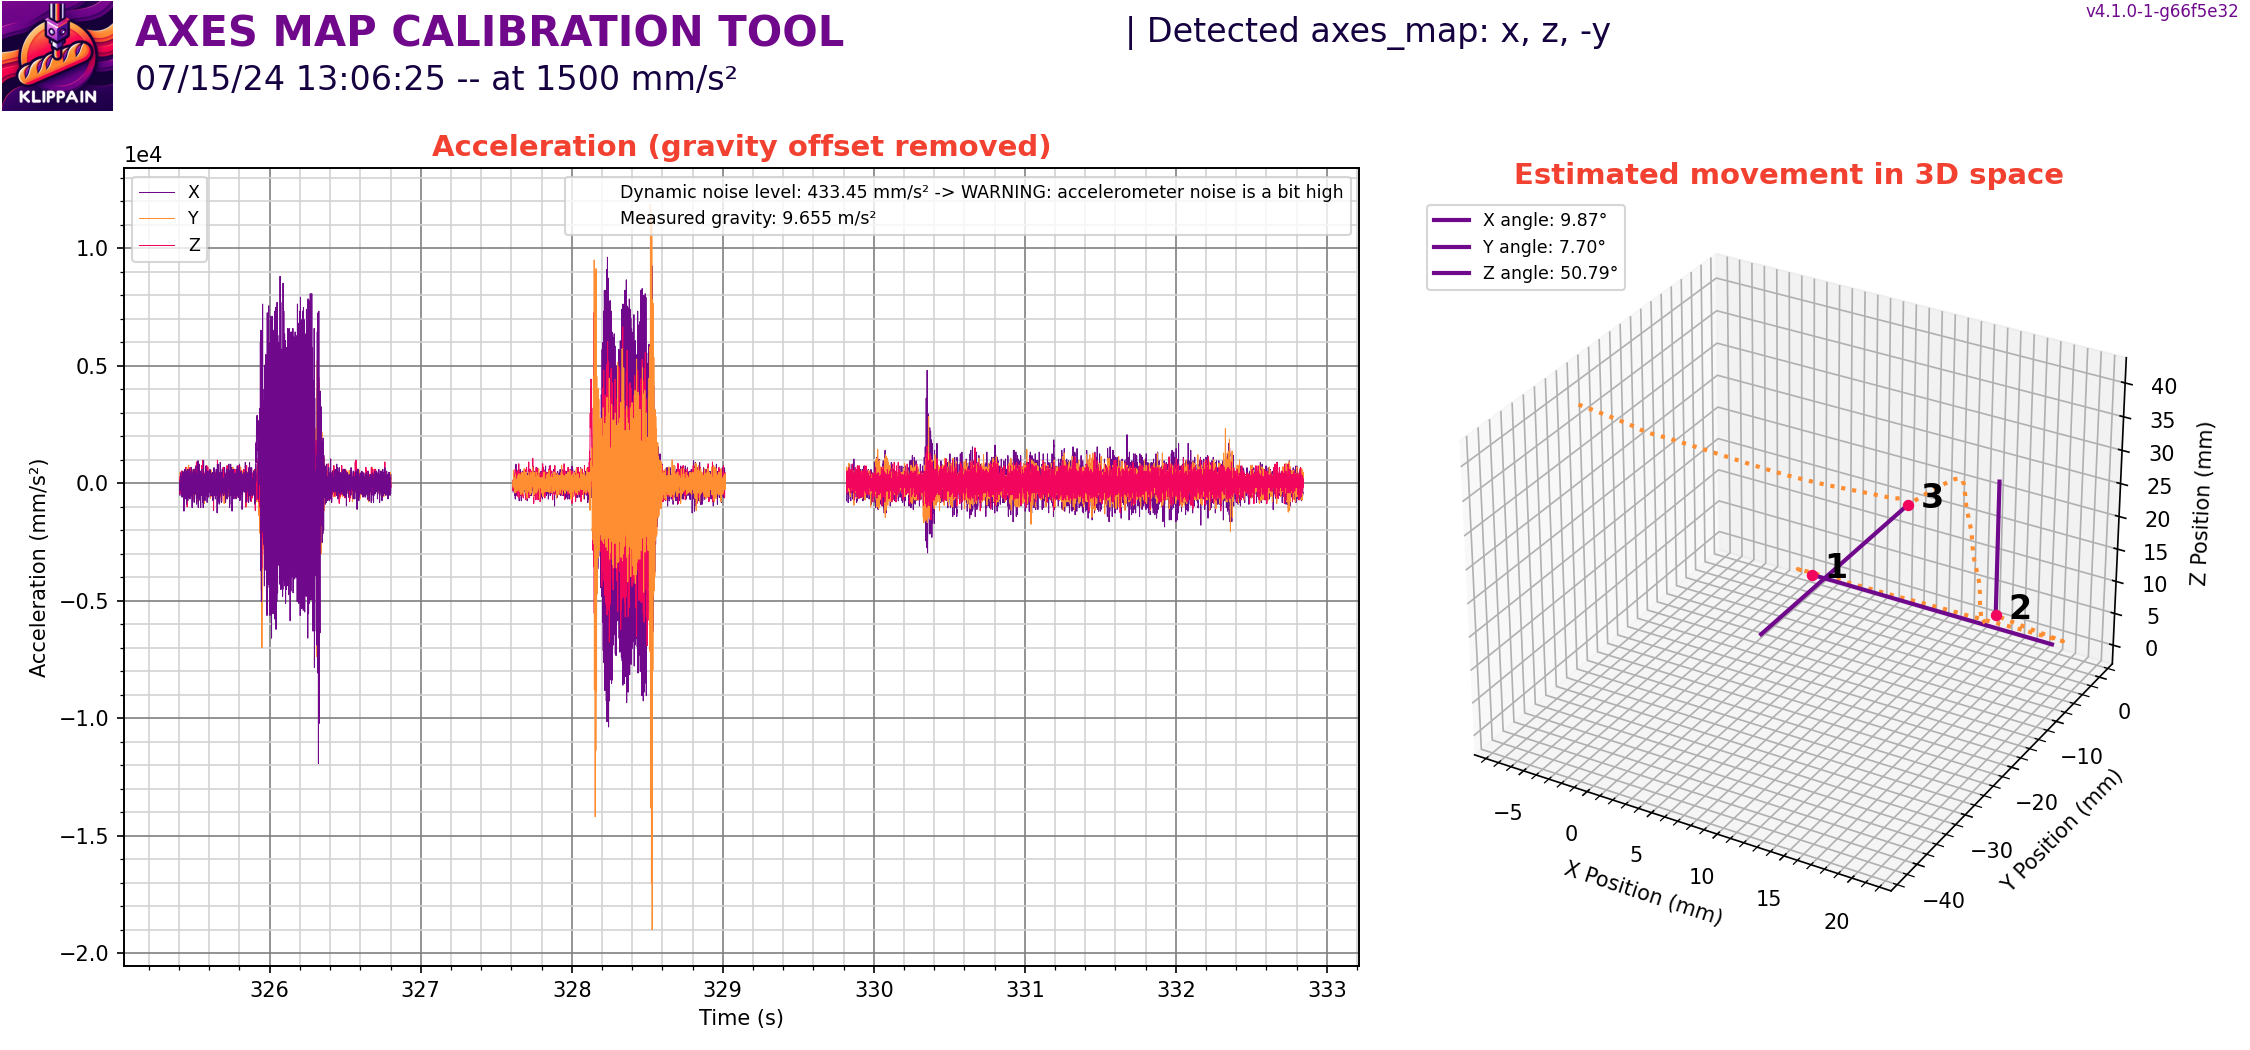 KLIPPAIN
AXES MAP CALIBRATION TOOL
| Detected axes_map: x, z, -y
v4.1.0-1-g66f5e32
07/15/24 13:06:25 -- at 1500 mm/s²
Acceleration (gravity offset removed)
1e4
X
Y
Z
Dynamic noise level: 433.45 mm/s² -> WARNING: accelerometer noise is a bit high
Measured gravity: 9.655 m/s²
1.0
0.5
0.0
−0.5
−1.0
−1.5
−2.0
Acceleration (mm/s²)
326
327
328
329
330
331
332
333
Time (s)
Estimated movement in 3D space
X angle: 9.87°
Y angle: 7.70°
Z angle: 50.79°
1
2
3
40
35
30
25
20
15
10
5
0
Z Position (mm)
0
−10
−20
−30
−40
Y Position (mm)
−5
0
5
10
15
20
X Position (mm)